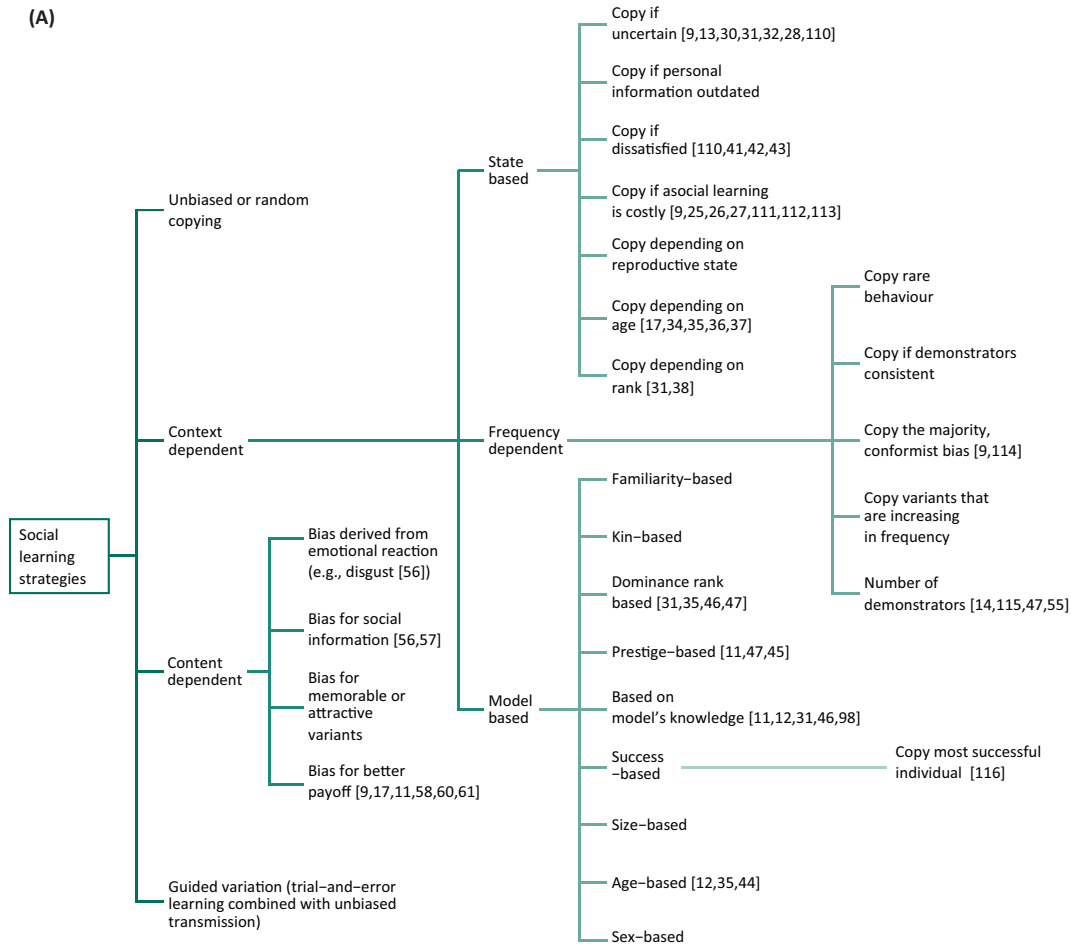 (A)
Social
learning
strategies
Unbiased or random
copying
Context
dependent
State
based
Copy if
uncertain [9,13,30,31,32,28,110]
Copy if personal
information outdated
Copy if
dissatisfied [110,41,42,43]
Copy if asocial learning
is costly [9,25,26,27,111,112,113]
Copy depending on
reproductive state
Copy depending on
age [17,34,35,36,37]
Copy depending on
rank [31,38]
Frequency
dependent
Copy rare
behaviour
Copy if demonstrators
consistent
Copy the majority,
conformist bias [9,114]
Copy variants that
are increasing
in frequency
Number of
demonstrators [14,115,47,55]
Model
based
Familiarity−based
Kin−based
Dominance rank
based [31,35,46,47]
Prestige−based [11,47,45]
Based on
model’s knowledge [11,12,31,46,98]
Success
−based
Copy most successful
individual [116]
Size−based
Age−based [12,35,44]
Sex−based
Content
dependent
Bias derived from
emotional reaction
(e.g., disgust [56])
Bias for social
information [56,57]
Bias for
memorable or
attractive
variants
Bias for better
payoff [9,17,11,58,60,61]
Guided variation (trial−and−error
learning combined with unbiased
transmission)